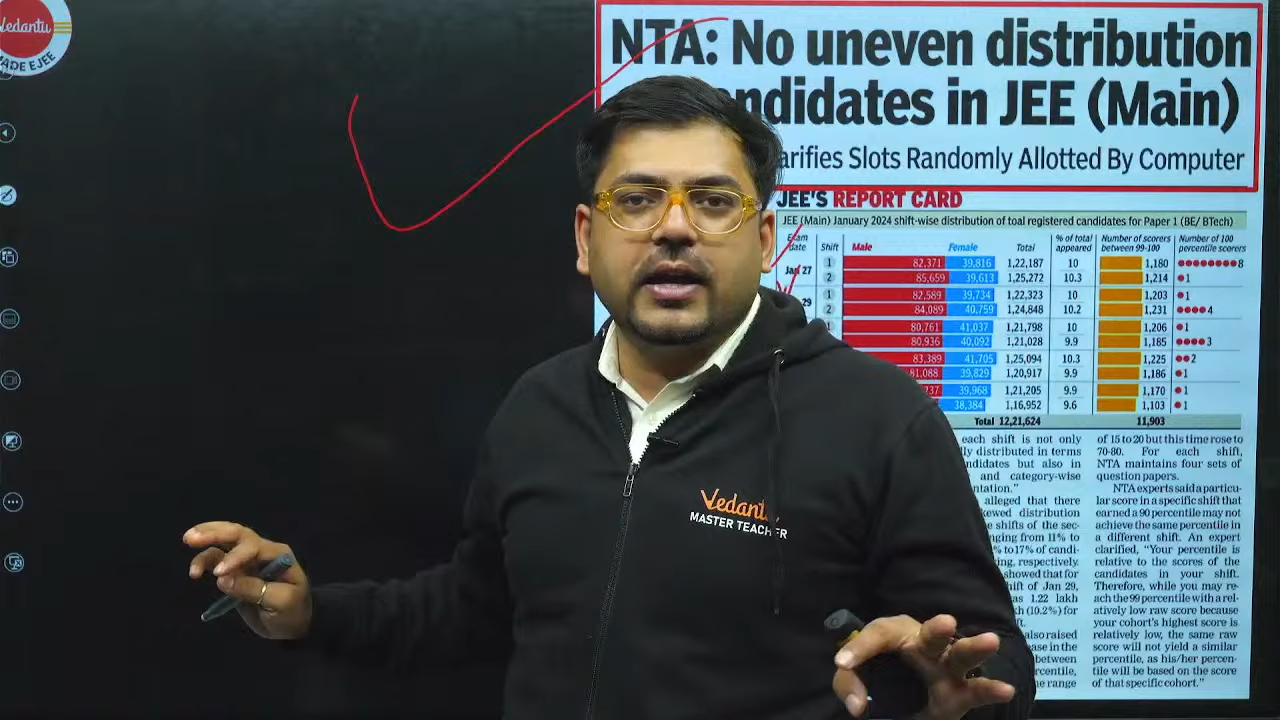 Vedantu
MADE EJEE
NTA: No uneven distribution
ndidates in JEE (Main)
arifies Slots Randomly Allotted By Computer
JEE'S REPORT CARD
JEE (Main) January 2024 shift-wise distribution of toal registered candidates for Paper 1 (BE/ BTech)
Exam date Shift Male Female Total % of total appeared Number of scorers between 99-100 Number of 100 percentile scorers
Jan 27 1 82,371 39,816 1,22,187 10 1,180 8
2 85,659 39,613 1,25,272 10.3 1,214 1
29 1 82,589 39,734 1,22,323 10 1,203 1
2 84,089 40,759 1,24,848 10.2 1,231 4
1 80,761 41,037 1,21,798 10 1,206 1
80,936 40,092 1,21,028 9.9 1,185 3
83,389 41,705 1,25,094 10.3 1,225 2
81,088 39,829 1,20,917 9.9 1,186 1
237 39,968 1,21,205 9.9 1,170 1
38,384 1,16,952 9.6 1,103 1
Total 12,21,624 11,903
each shift is not only
lly distributed in terms
ndidates but also in
and category-wise
ntation."
alleged that there
kewed distribution
e shifts of the sec-
nging from 11% to
% to 17% of candi-
ing, respectively.
showed that for
hift of Jan 29,
as 1.22 lakh
kh (10.2%) for
ft.
also raised
ase in the
between
rcentile,
he range
of 15 to 20 but this time rose to
70-80. For each shift,
NTA maintains four sets of
question papers.
NTA experts said a particu-
lar score in a specific shift that
earned a 90 percentile may not
achieve the same percentile in
a different shift. An expert
clarified, "Your percentile is
relative to the scores of the
candidates in your shift.
Therefore, while you may re-
ach the 99 percentile with a rel-
atively low raw score because
your cohort's highest score is
relatively low, the same raw
score will not yield a similar
percentile, as his/her percen-
tile will be based on the score
of that specific cohort."
Vedantu
MASTER TEACHER